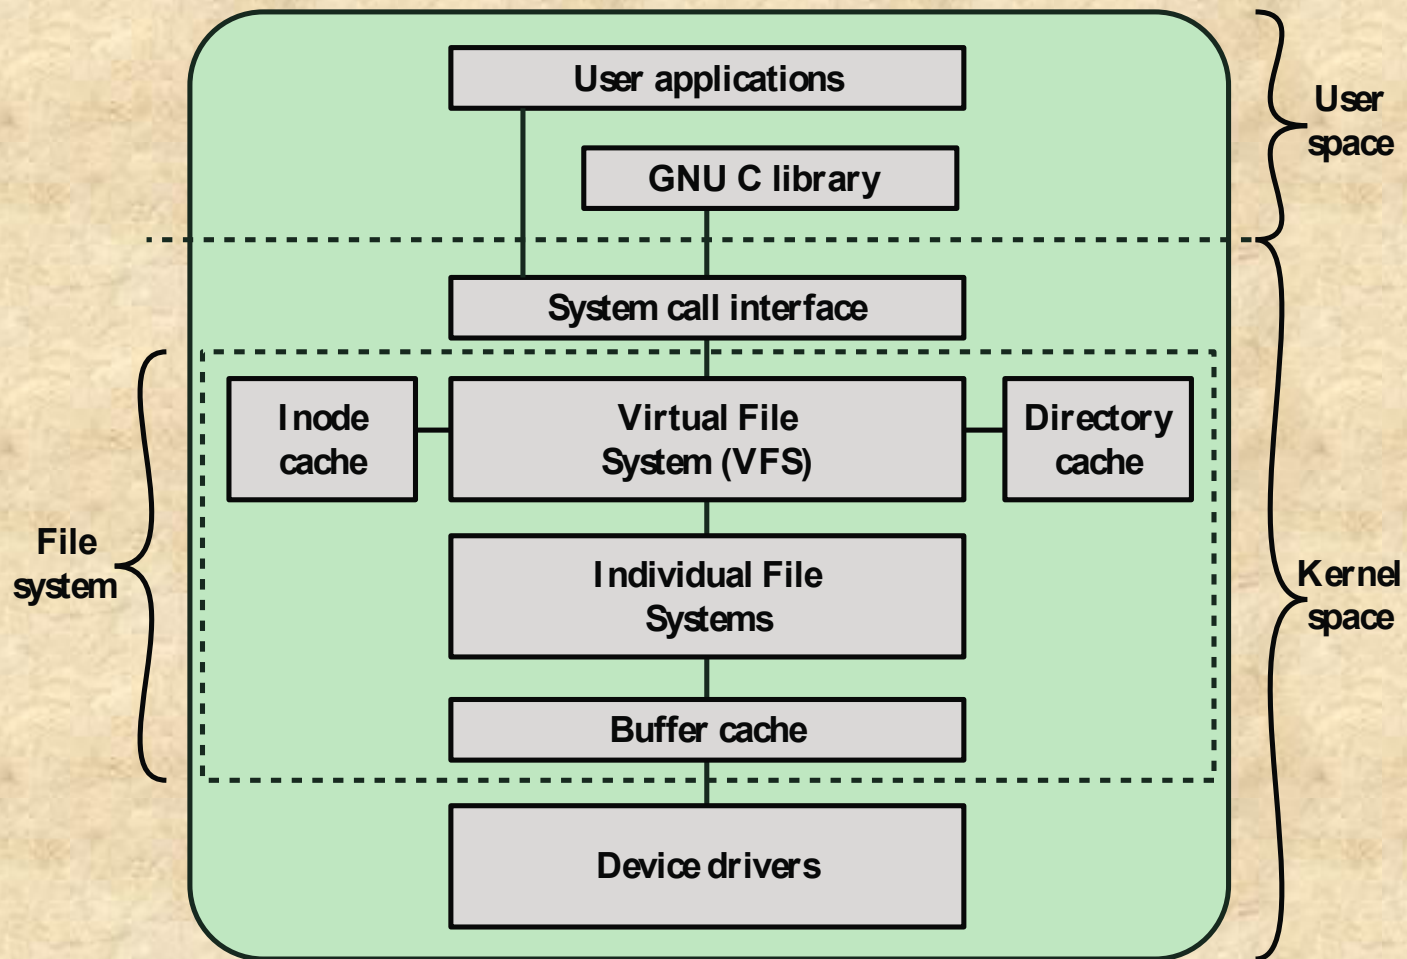 User applications
User
space
GNU C library
System call interface
Inode
cache
Virtual File
System (VFS)
Directory
cache
File
system
Individual File
Systems
Kernel
space
Buffer cache
Device drivers